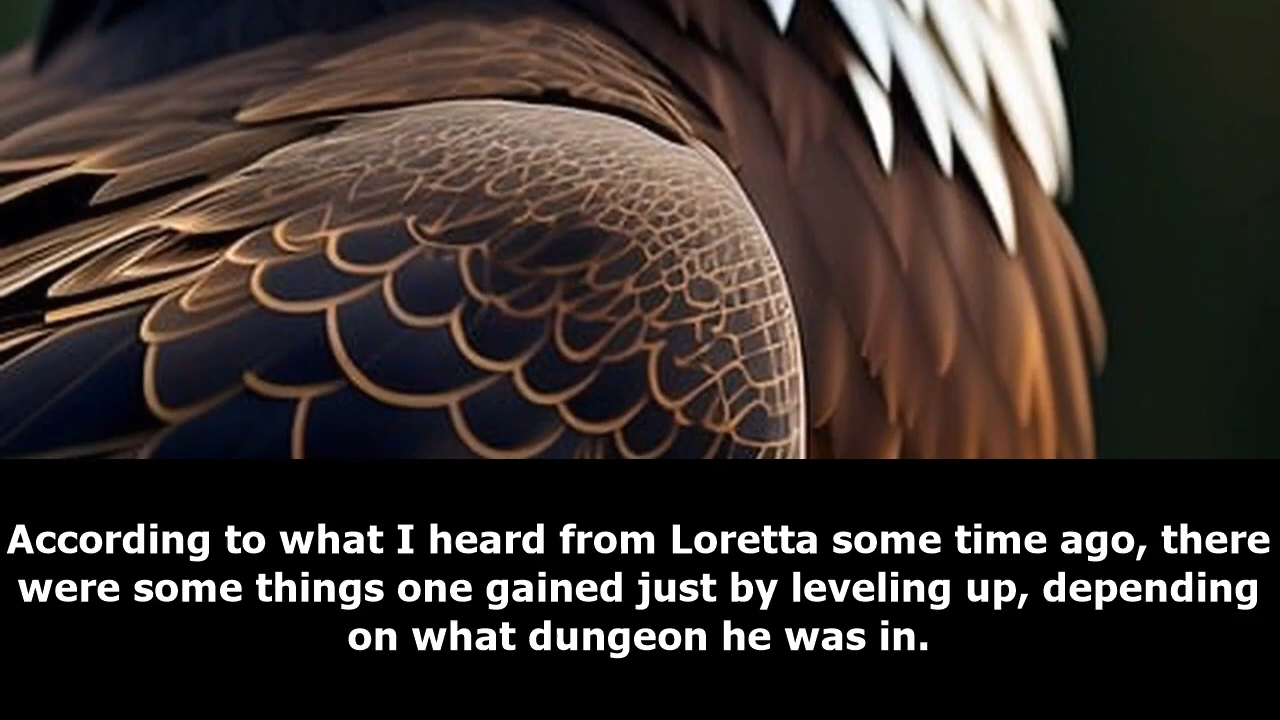 According to what I heard from Loretta some time ago, there
were some things one gained just by leveling up, depending
on what dungeon he was in.